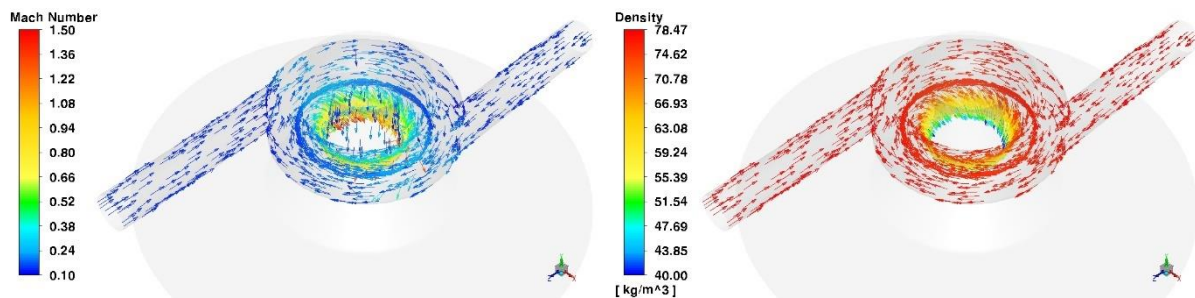 Mach Number
1.50
1.36
1.22
1.08
0.94
0.80
0.66
0.52
0.38
0.24
0.10
Y
Z
X
Density
78.47
74.62
70.78
66.93
63.08
59.24
55.39
51.54
47.69
43.85
40.00
[ kg/m^3 ]
Y
Z
X